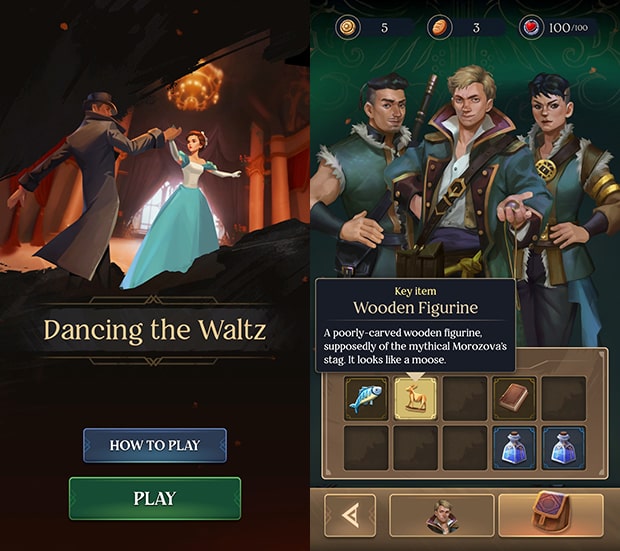 Dancing the Waltz
HOW TO PLAY
PLAY
5
3
100/100
Key item
Wooden Figurine
A poorly-carved wooden figurine,
supposedly of the mythical Morozova's
stag. It looks like a moose.